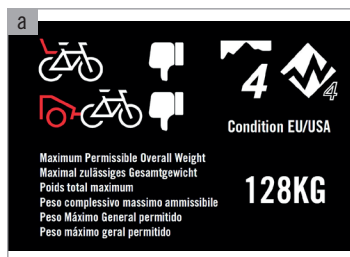 a
4
4
Condition EU/USA
Maximum Permissible Overall Weight
Maximal zulässiges Gesamtgewicht
Poids total maximum
Peso complessivo massimo ammissibile
Peso Máximo General permitido
Peso máximo geral permitido
128KG